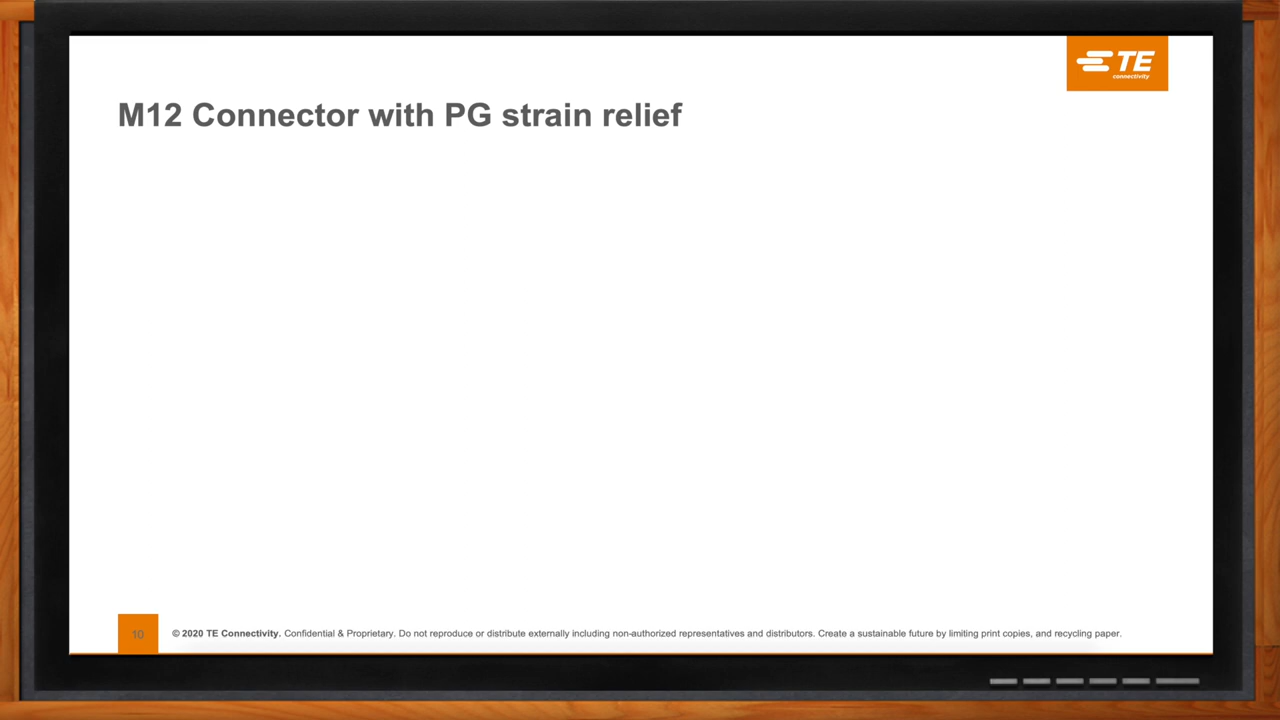 TE
connectivity
M12 Connector with PG strain relief
10
© 2020 TE Connectivity. Confidential & Proprietary. Do not reproduce or distribute externally including non-authorized representatives and distributors. Create a sustainable future by limiting print copies, and recycling paper.